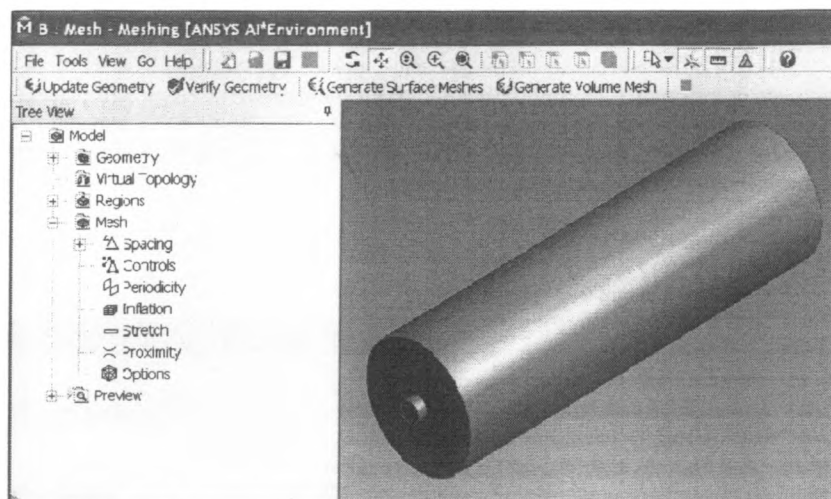 B : Mesh - Meshing [ANSYS AI*Environment]
File Tools View Go Help
Update Geometry Verify Geometry Generate Surface Meshes Generate Volume Mesh
Tree View
Model
Geometry
Virtual Topology
Regions
Mesh
Spacing
Controls
Periodicity
Inflation
Stretch
Proximity
Options
Preview